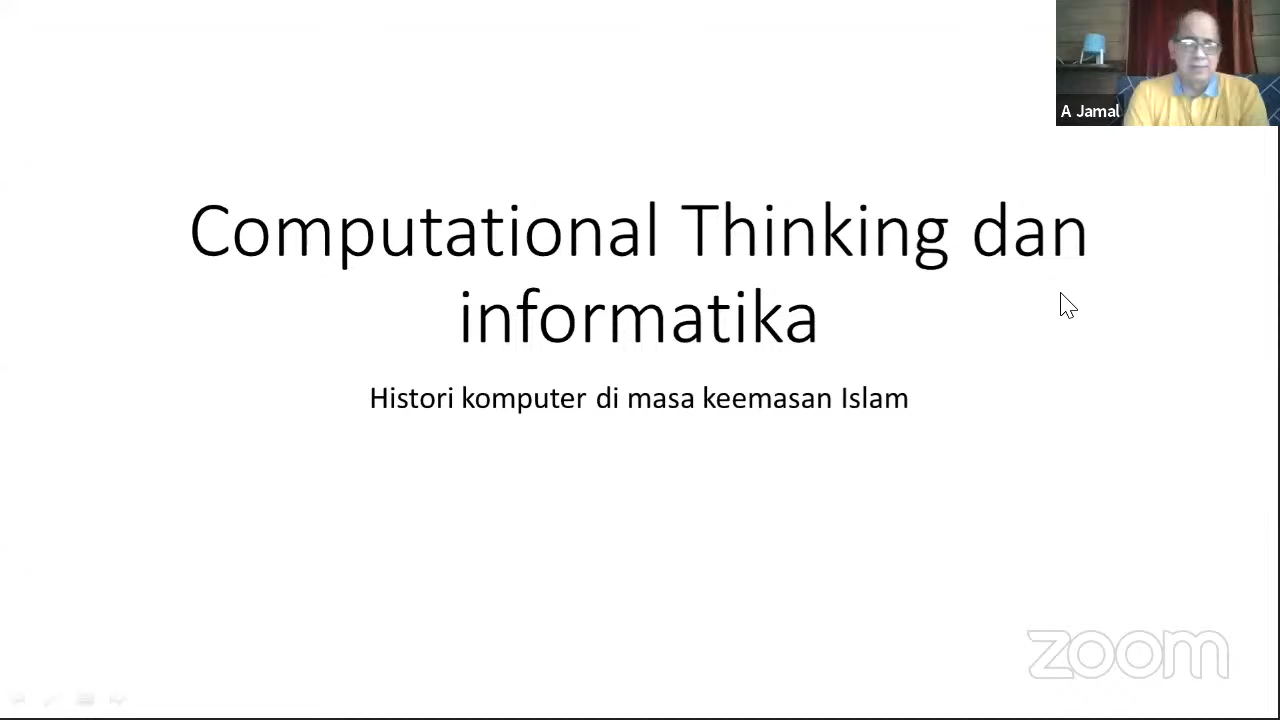 A Jamal
Computational Thinking dan
informatika
Histori komputer di masa keemasan Islam
zoom